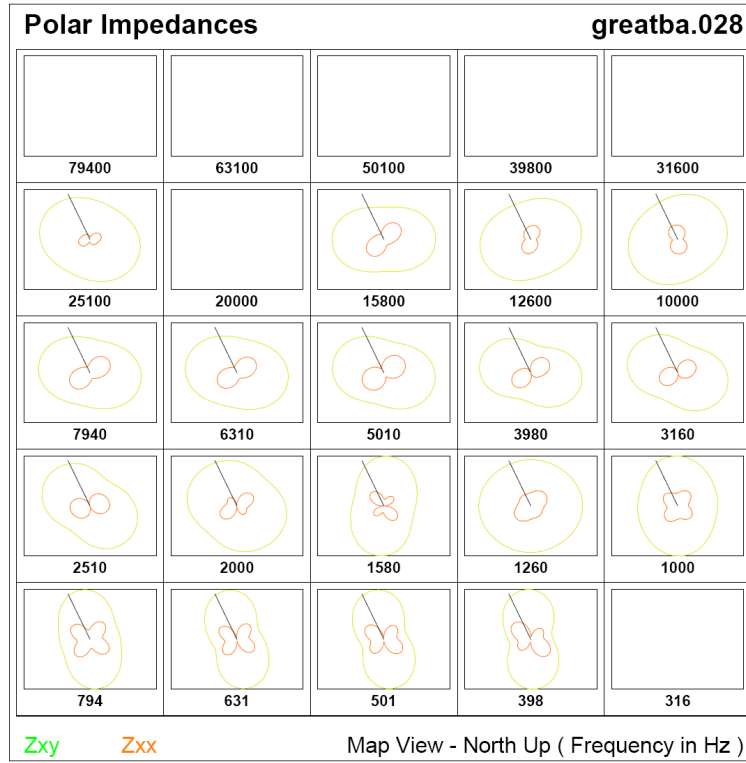 Polar Impedances greatba.028
79400 63100 50100 39800 31600
25100 20000 15800 12600 10000
7940 6310 5010 3980 3160
2510 2000 1580 1260 1000
794 631 501 398 316
Zxy Zxx Map View - North Up ( Frequency in Hz )